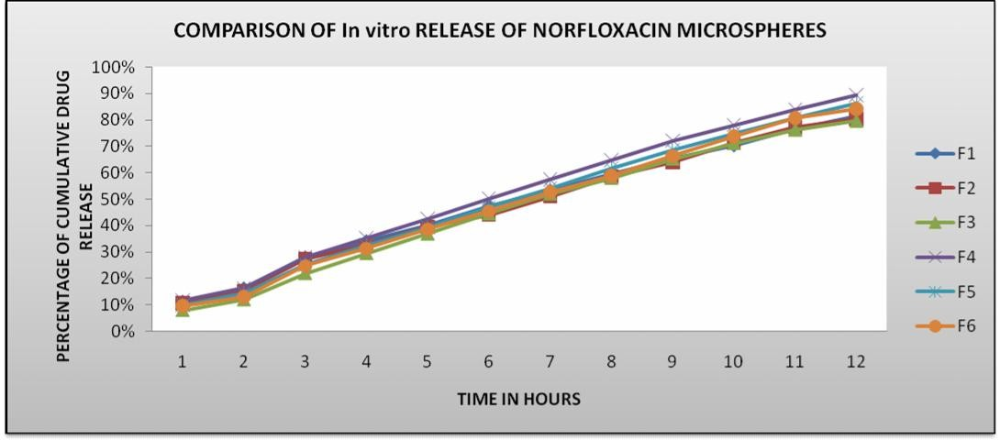 COMPARISON OF In vitro RELEASE OF NORFLOXACIN MICROSPHERES
PERCENTAGE OF CUMULATIVE DRUG
RELEASE
100%
90%
80%
70%
60%
50%
40%
30%
20%
10%
0%
1 2 3 4 5 6 7 8 9 10 11 12
TIME IN HOURS
F1
F2
F3
F4
F5
F6